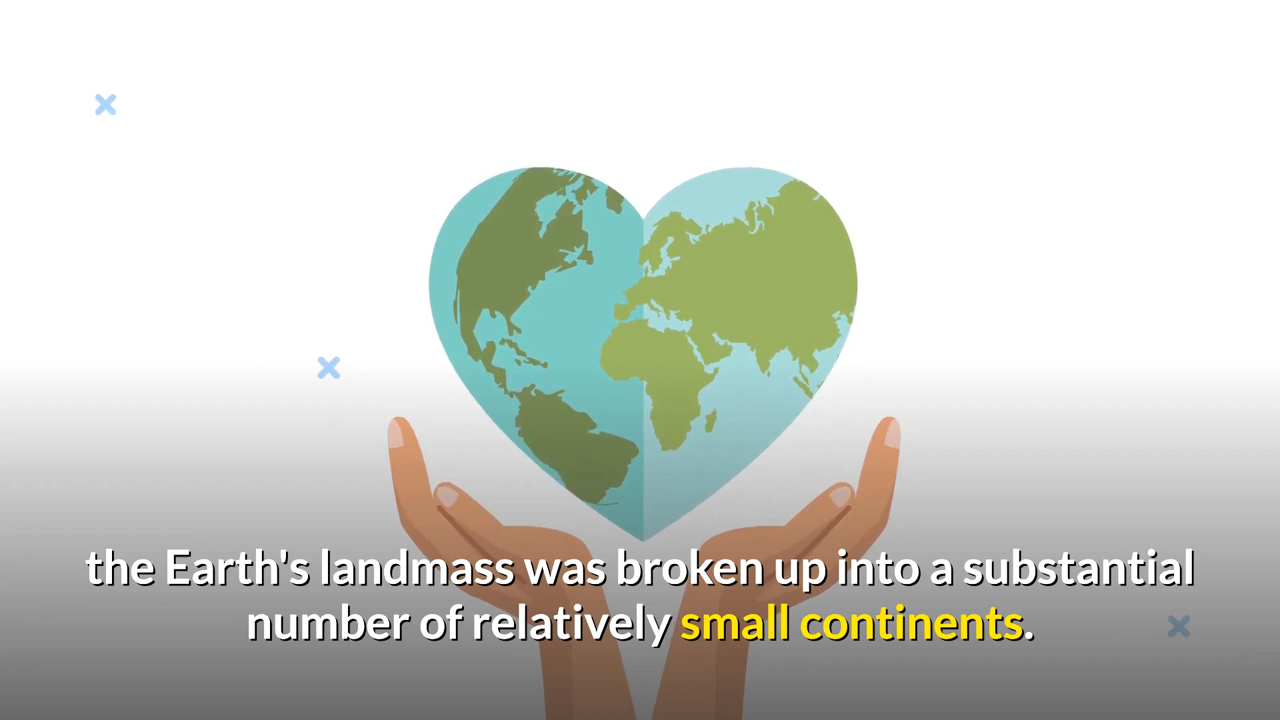 the Earth's landmass was broken up into a substantial
number of relatively small continents.